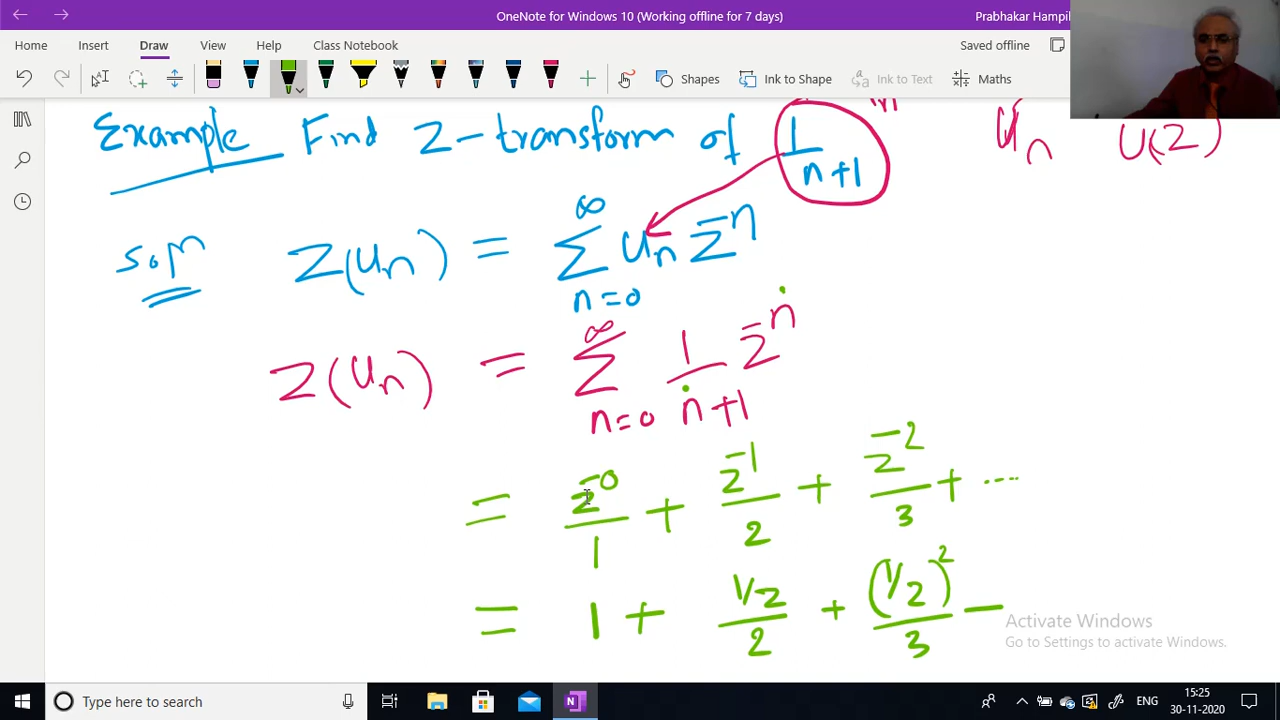 OneNote for Windows 10 (Working offline for 7 days) Prabhakar Hampil
Home Insert Draw View Help Class Notebook Saved offline
Shapes Ink to Shape Ink to Text Maths
Example Find Z-transform of 1/(n+1) Un U(Z)
soln Z(Un) = ∑_{n=0}^{∞} Un Z^{-n}
Z(Un) = ∑_{n=0}^{∞} 1/(n+1) Z^{-n}
= Z^{-0}/1 + Z^{-1}/2 + Z^{-2}/3 + ....
= 1 + (1/Z)/2 + (1/Z)^2/3 —
Activate Windows
Go to Settings to activate Windows.
Type here to search ENG 15:25
30-11-2020